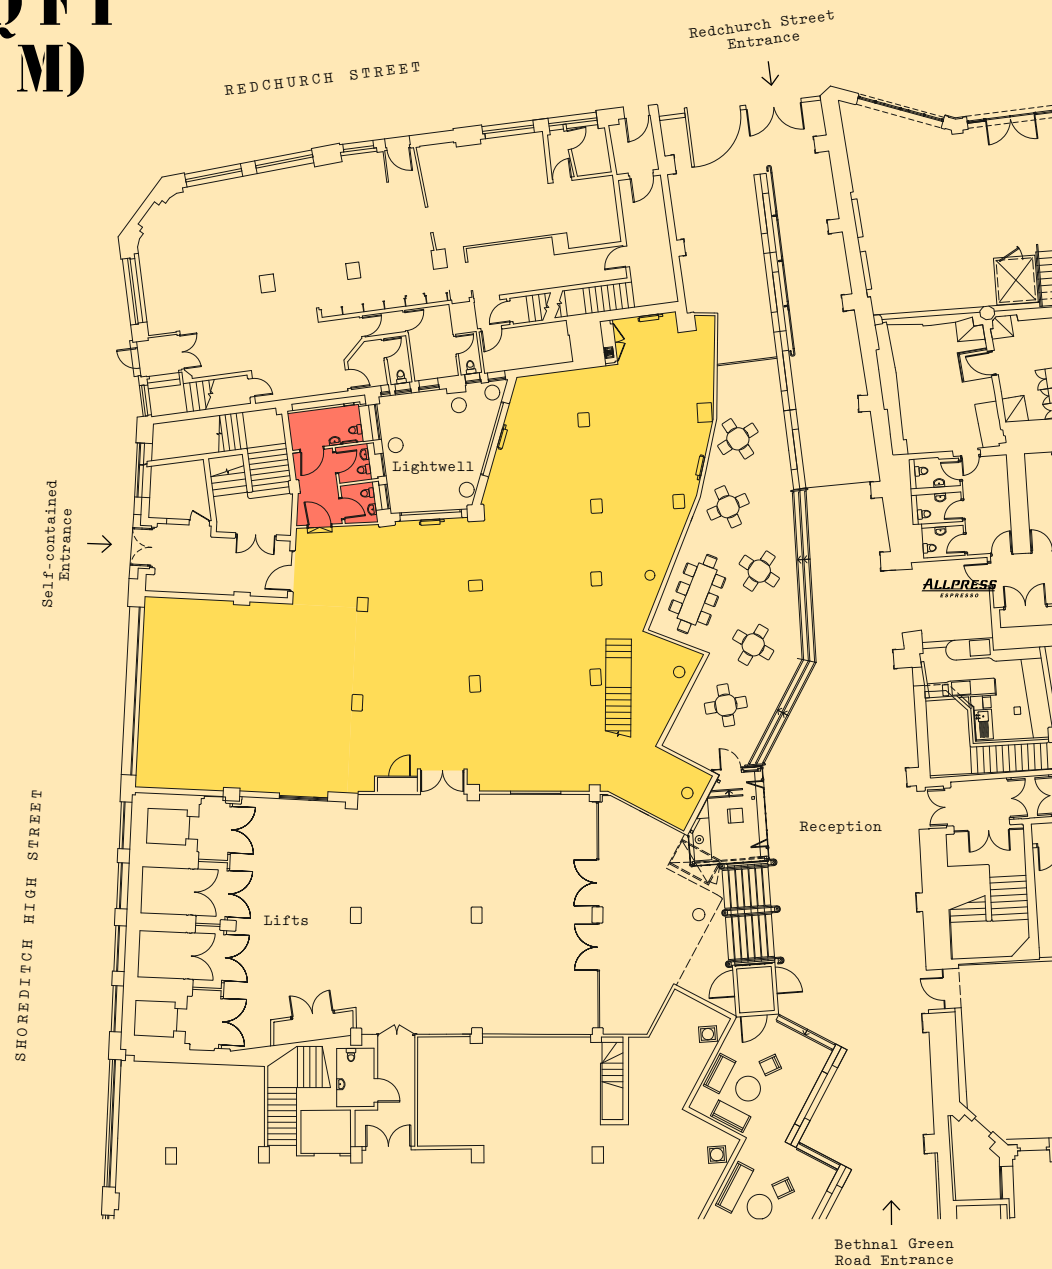 Q FT
M)
REDCHURCH STREET
Redchurch Street
Entrance
Lightwell
Self-contained
Entrance
ALLPRESS
ESPRESSO
Reception
SHOREDITCH HIGH STREET
Lifts
Bethnal Green
Road Entrance